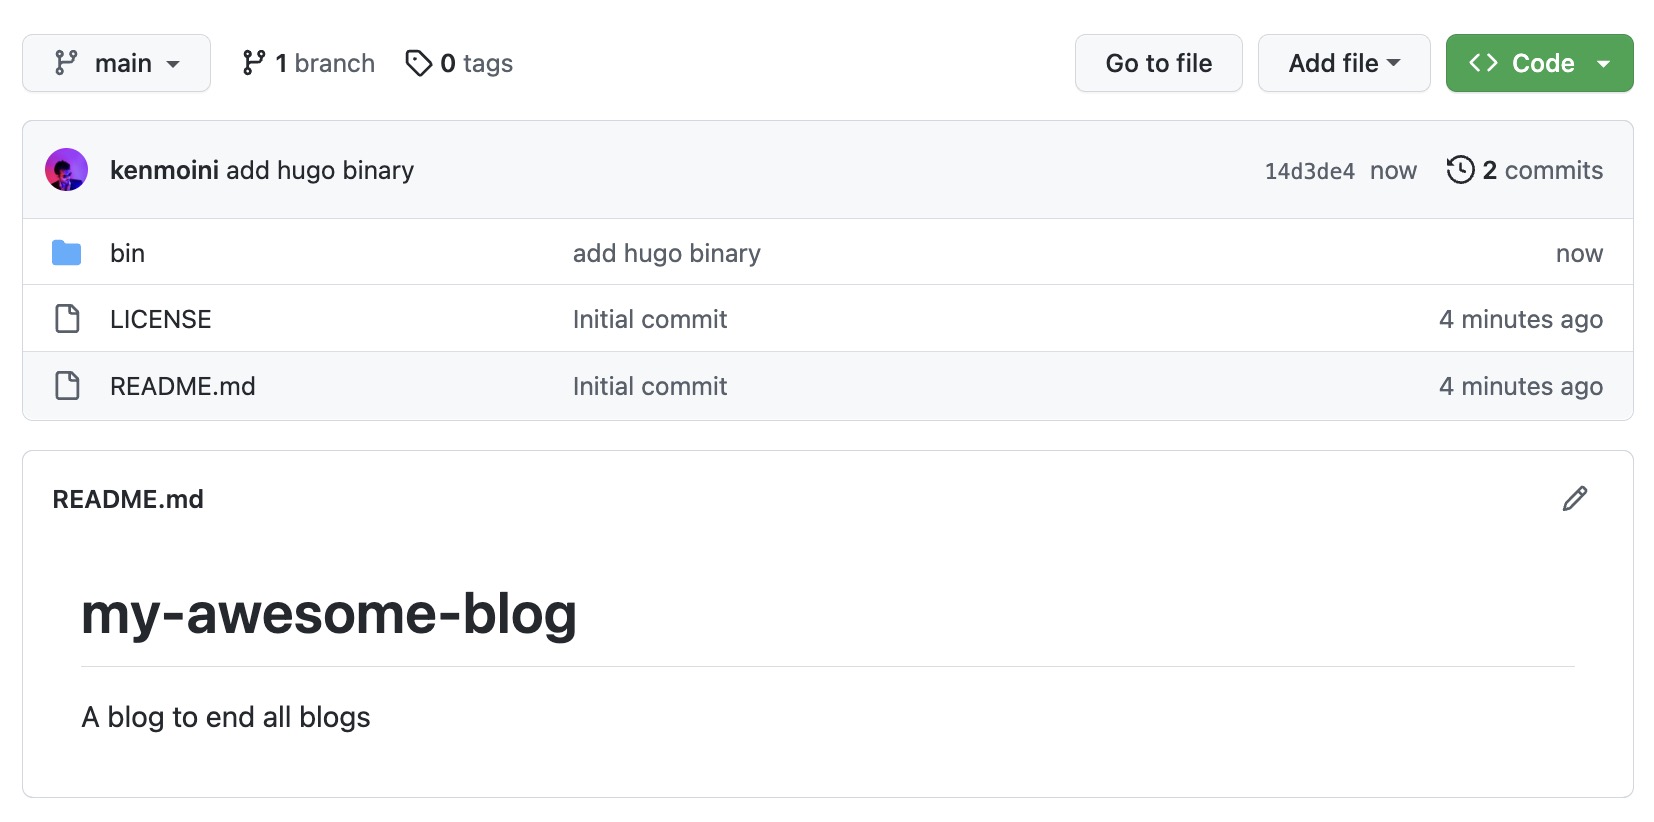 main 1 branch 0 tags Go to file Add file Code
kenmoini add hugo binary 14d3de4 now 2 commits
bin add hugo binary now
LICENSE Initial commit 4 minutes ago
README.md Initial commit 4 minutes ago
README.md
my-awesome-blog
A blog to end all blogs